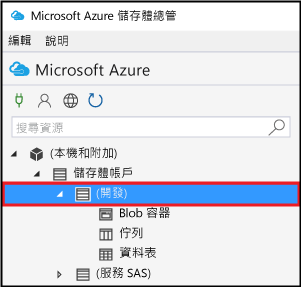 Microsoft Azure 儲存體總管
編輯 說明
Microsoft Azure
搜尋資源
(本機和附加)
儲存體帳戶
(開發)
Blob 容器
佇列
資料表
(服務 SAS)